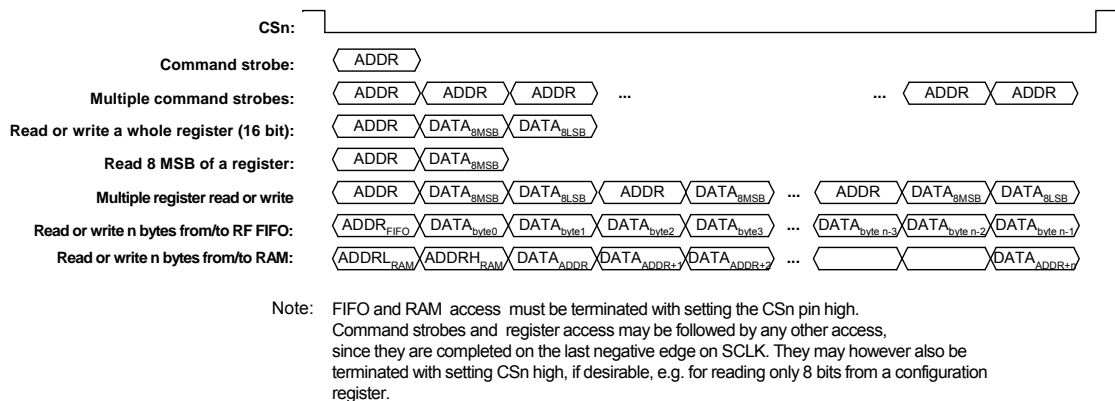 CSn:
Command strobe: ADDR
Multiple command strobes: ADDR ADDR ADDR ... ... ADDR ADDR
Read or write a whole register (16 bit): ADDR DATA8MSB DATA8LSB
Read 8 MSB of a register: ADDR DATA8MSB
Multiple register read or write ADDR DATA8MSB DATA8LSB ADDR DATA8MSB ... ADDR DATA8MSB DATA8LSB
Read or write n bytes from/to RF FIFO: ADDRFIFO DATAbyte0 DATAbyte1 DATAbyte2 DATAbyte3 ... DATAbyte n-3 DATAbyte n-2 DATAbyte n-1
Read or write n bytes from/to RAM: ADDRLRAM ADDRHRAM DATAADDR DATAADDR+1 DATAADDR+2 ... DATAADDR+n
Note: FIFO and RAM access must be terminated with setting the CSn pin high.
Command strobes and register access may be followed by any other access,
since they are completed on the last negative edge on SCLK. They may however also be
terminated with setting CSn high, if desirable, e.g. for reading only 8 bits from a configuration
register.